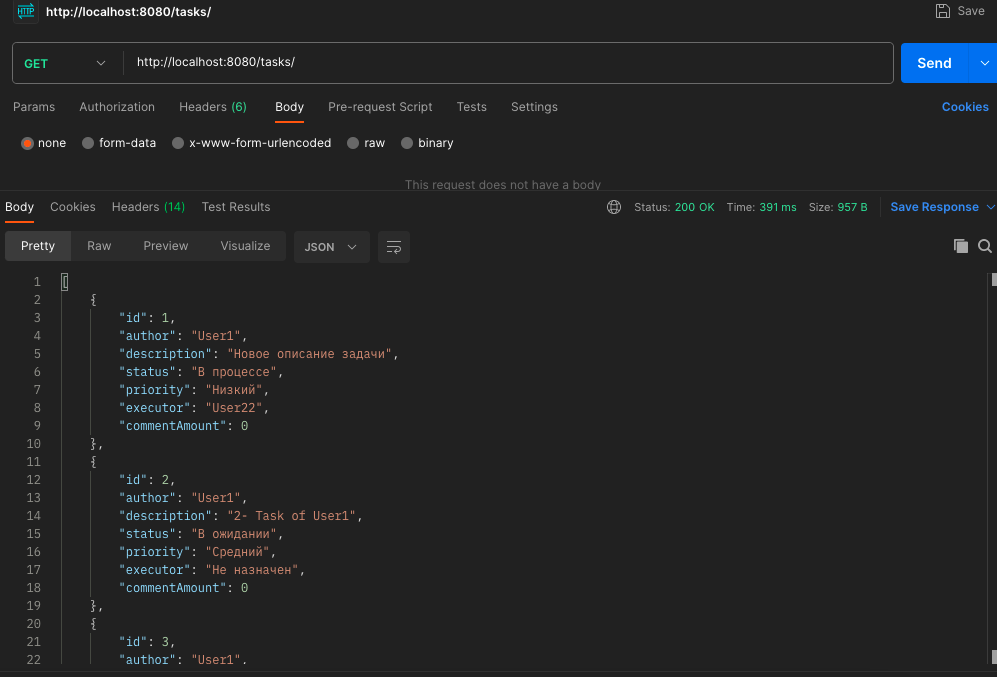 HTTP http://localhost:8080/tasks/ Save
GET http://localhost:8080/tasks/ Send
Params Authorization Headers (6) Body Pre-request Script Tests Settings Cookies
none form-data x-www-form-urlencoded raw binary
This request does not have a body
Body Cookies Headers (14) Test Results Status: 200 OK Time: 391 ms Size: 957 B Save Response
Pretty Raw Preview Visualize JSON
1 [
2 {
3 "id": 1,
4 "author": "User1",
5 "description": "Новое описание задачи",
6 "status": "В процессе",
7 "priority": "Низкий",
8 "executor": "User22",
9 "commentAmount": 0
10 },
11 {
12 "id": 2,
13 "author": "User1",
14 "description": "2- Task of User1",
15 "status": "В ожидании",
16 "priority": "Средний",
17 "executor": "Не назначен",
18 "commentAmount": 0
19 },
20 {
21 "id": 3,
22 "author": "User1",